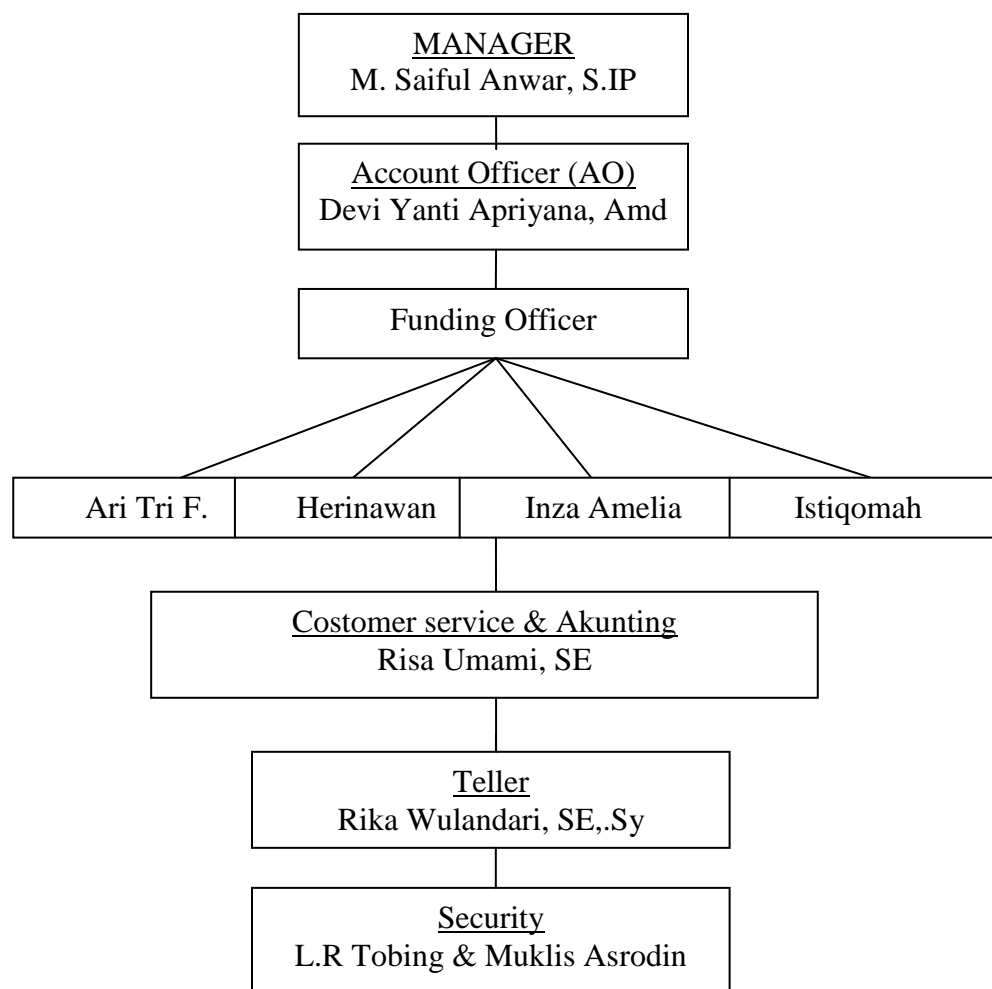 MANAGER
M. Saiful Anwar, S.IP
Account Officer (AO)
Devi Yanti Apriyana, Amd
Funding Officer
Ari Tri F.
Herinawan
Inza Amelia
Istiqomah
Costomer service & Akunting
Risa Umami, SE
Teller
Rika Wulandari, SE,.Sy
Security
L.R Tobing & Muklis Asrodin